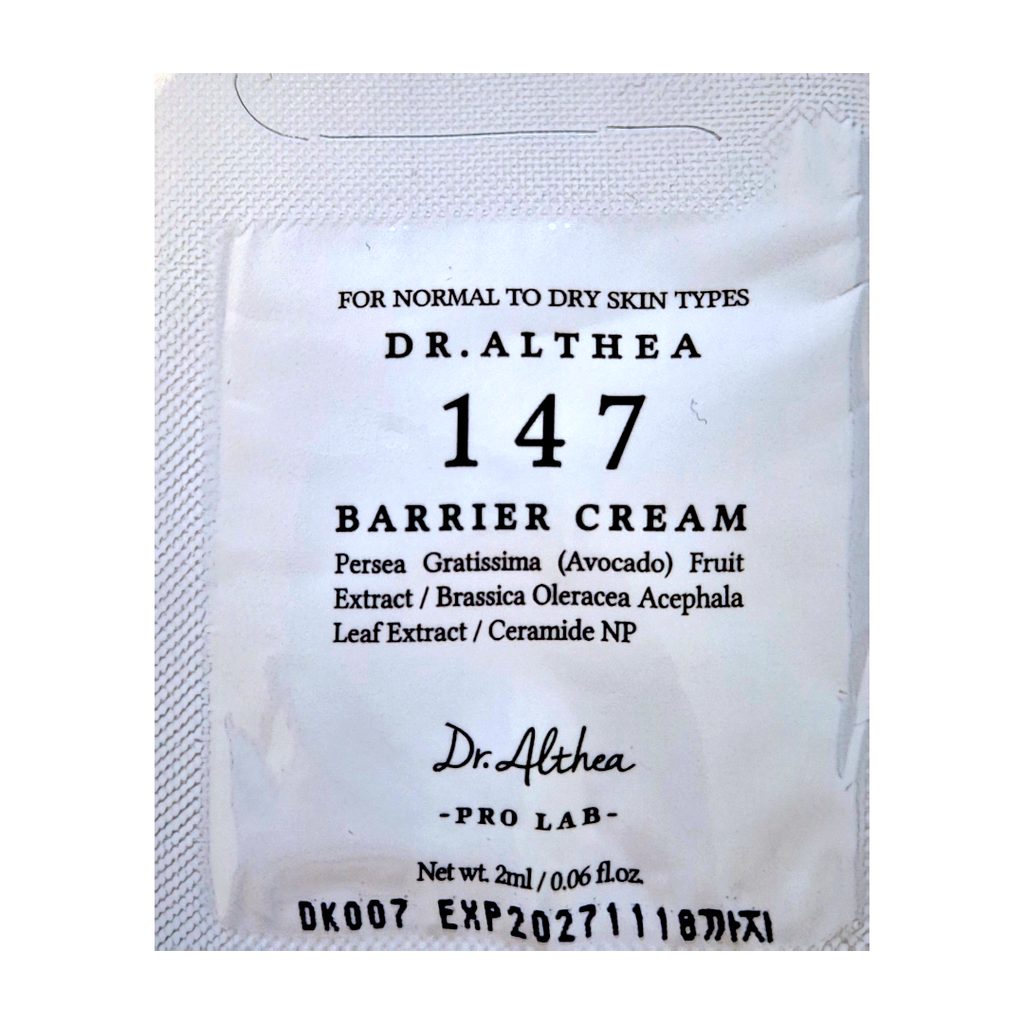 FOR NORMAL TO DRY SKIN TYPES
DR.ALTHEA
147
BARRIER CREAM
Persea Gratissima (Avocado) Fruit
Extract / Brassica Oleracea Acephala
Leaf Extract / Ceramide NP
Dr.Althea
-PRO LAB-
Net wt. 2ml / 0.06 fl.oz.
DK007 EXP20271118까지